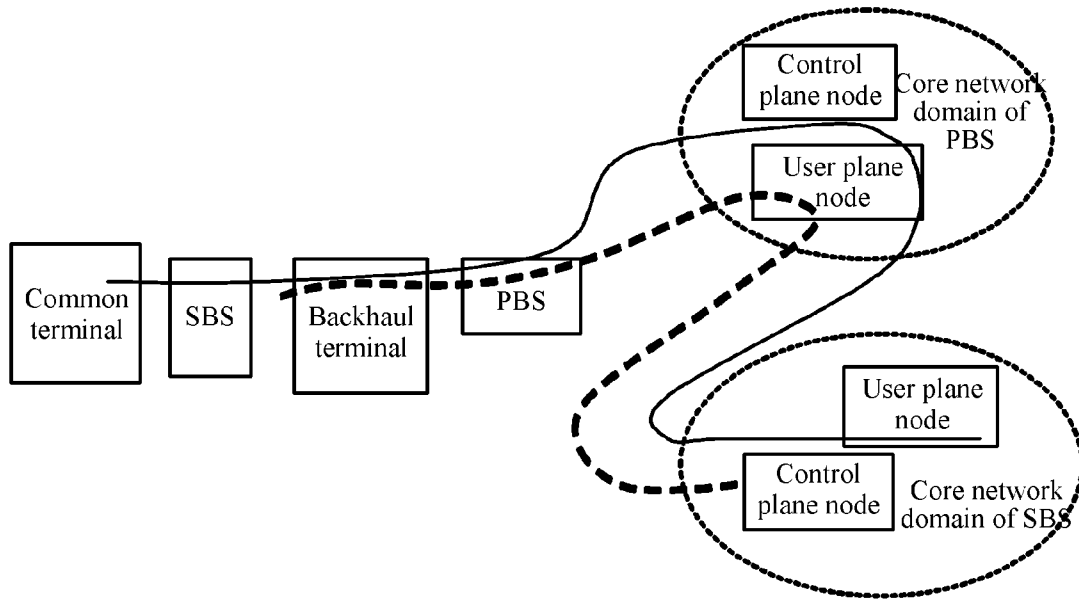 Control
plane node
Core network
domain of
PBS
User plane
node
Common
terminal
SBS
Backhaul
terminal
PBS
User plane
node
Control
plane node
Core network
domain of SBS